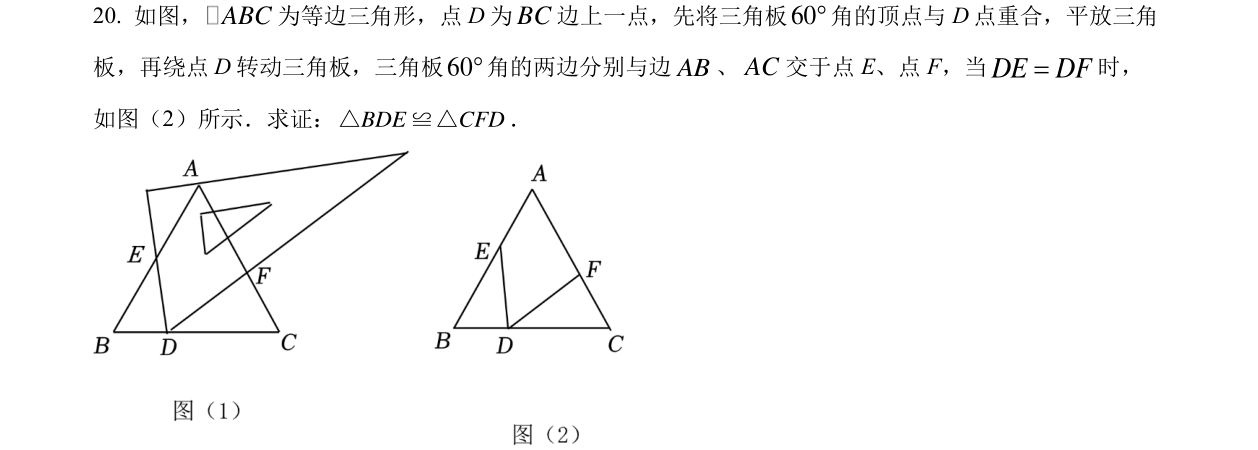 20. 如图，□ABC 为等边三角形，点 D 为 BC 边上一点，先将三角板 60° 角的顶点与 D 点重合，平放三角
板，再绕点 D 转动三角板，三角板 60° 角的两边分别与边 AB 、 AC 交于点 E、点 F，当 DE = DF 时，
如图（2）所示．求证：△BDE ≌ △CFD．
A
E
F
B
D
C
图（1）
A
E
F
B
D
C
图（2）